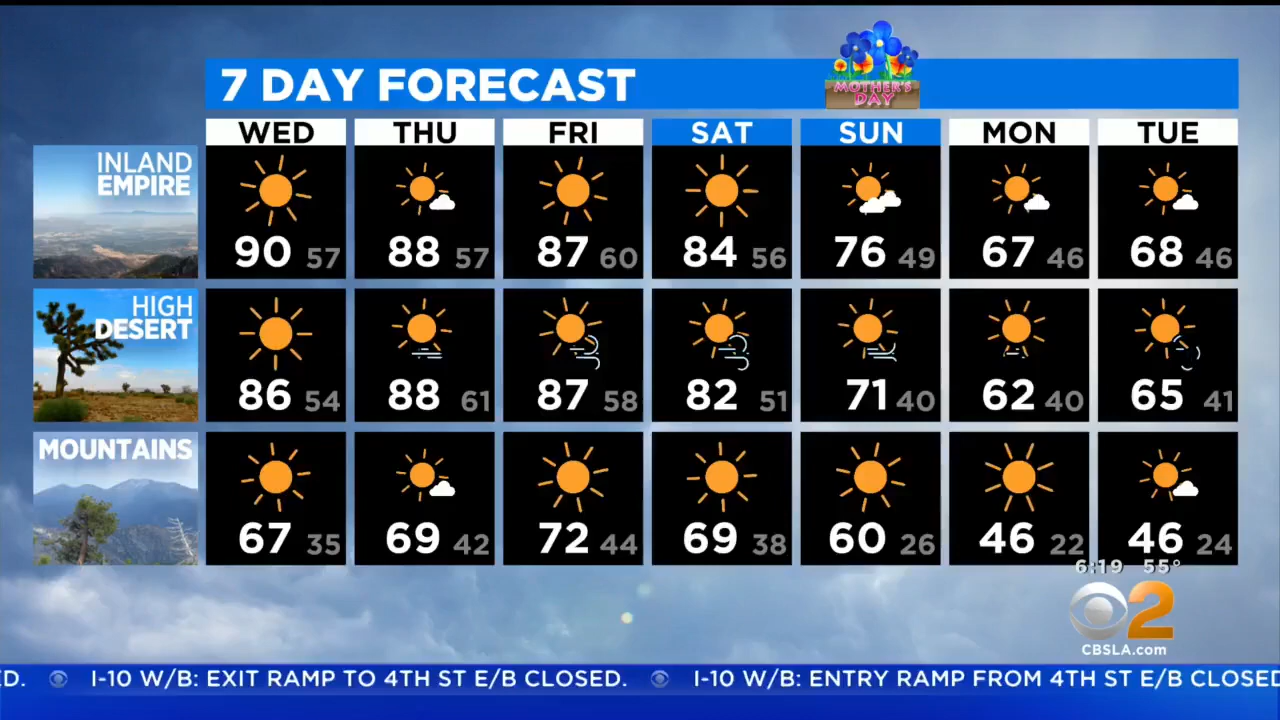 MOTHER'S
DAY
7 DAY FORECAST
WED THU FRI SAT SUN MON TUE
INLAND
EMPIRE
90 57 88 57 87 60 84 56 76 49 67 46 68 46
HIGH
DESERT
86 54 88 61 87 58 82 51 71 40 62 40 65 41
MOUNTAINS
67 35 69 42 72 44 69 38 60 26 46 22 46 24
6:19 55°
2
CBSLA.com
ED. I-10 W/B: EXIT RAMP TO 4TH ST E/B CLOSED. I-10 W/B: ENTRY RAMP FROM 4TH ST E/B CLOSED